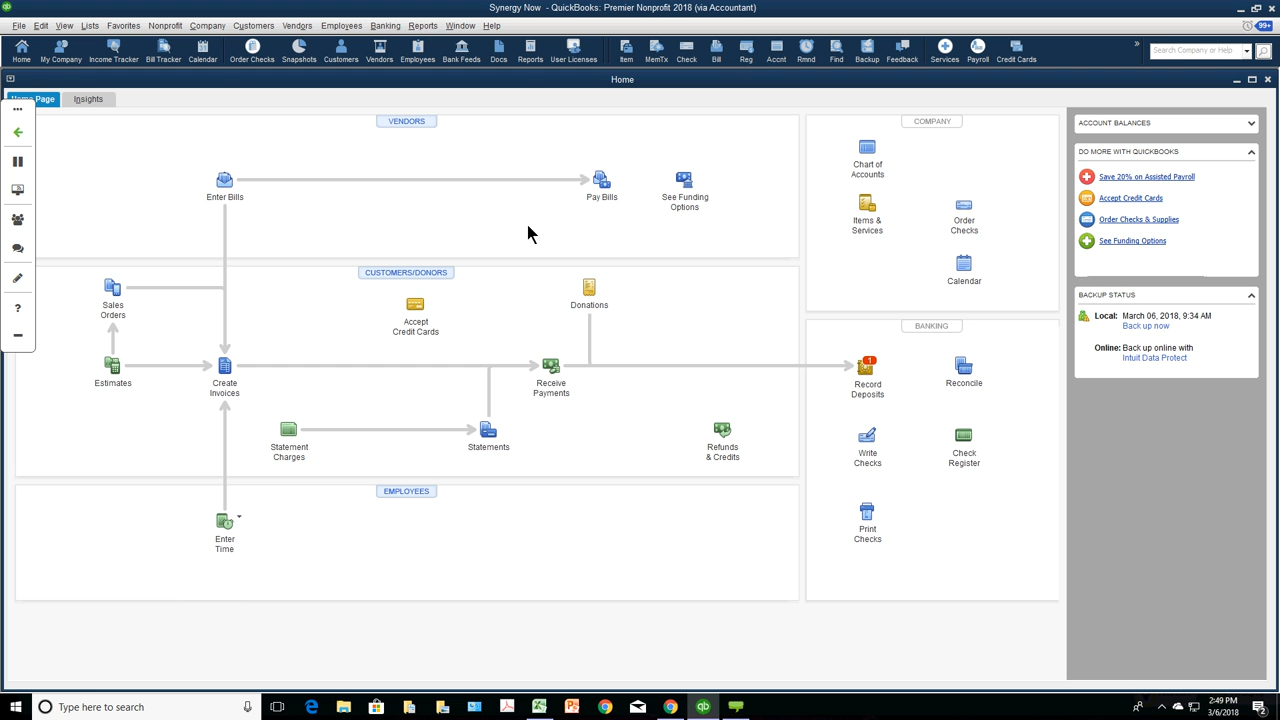 Synergy Now - QuickBooks: Premier Nonprofit 2018 (via Accountant)
File Edit View Lists Favorites Nonprofit Company Customers Vendors Employees Banking Reports Window Help
99+
Home My Company Income Tracker Bill Tracker Calendar Order Checks Snapshots Customers Vendors Employees Bank Feeds Docs Reports User Licenses Item MemTx Check Bill Reg Accnt Rmnd Find Backup Feedback Services Payroll Credit Cards
» Search Company or Help
Home
Home Page Insights
VENDORS
Enter Bills
Pay Bills
See Funding
Options
CUSTOMERS/DONORS
Sales
Orders
Accept
Credit Cards
Donations
Estimates
Create
Invoices
Receive
Payments
Statement
Charges
Statements
Refunds
& Credits
EMPLOYEES
Enter
Time
COMPANY
Chart of
Accounts
Items &
Services
Order
Checks
Calendar
BANKING
1
Record
Deposits
Reconcile
Write
Checks
Check
Register
Print
Checks
ACCOUNT BALANCES
DO MORE WITH QUICKBOOKS
Save 20% on Assisted Payroll
Accept Credit Cards
Order Checks & Supplies
See Funding Options
BACKUP STATUS
Local: March 06, 2018, 9:34 AM
Back up now
Online: Back up online with
Intuit Data Protect
Type here to search
2:49 PM
3/6/2018
2